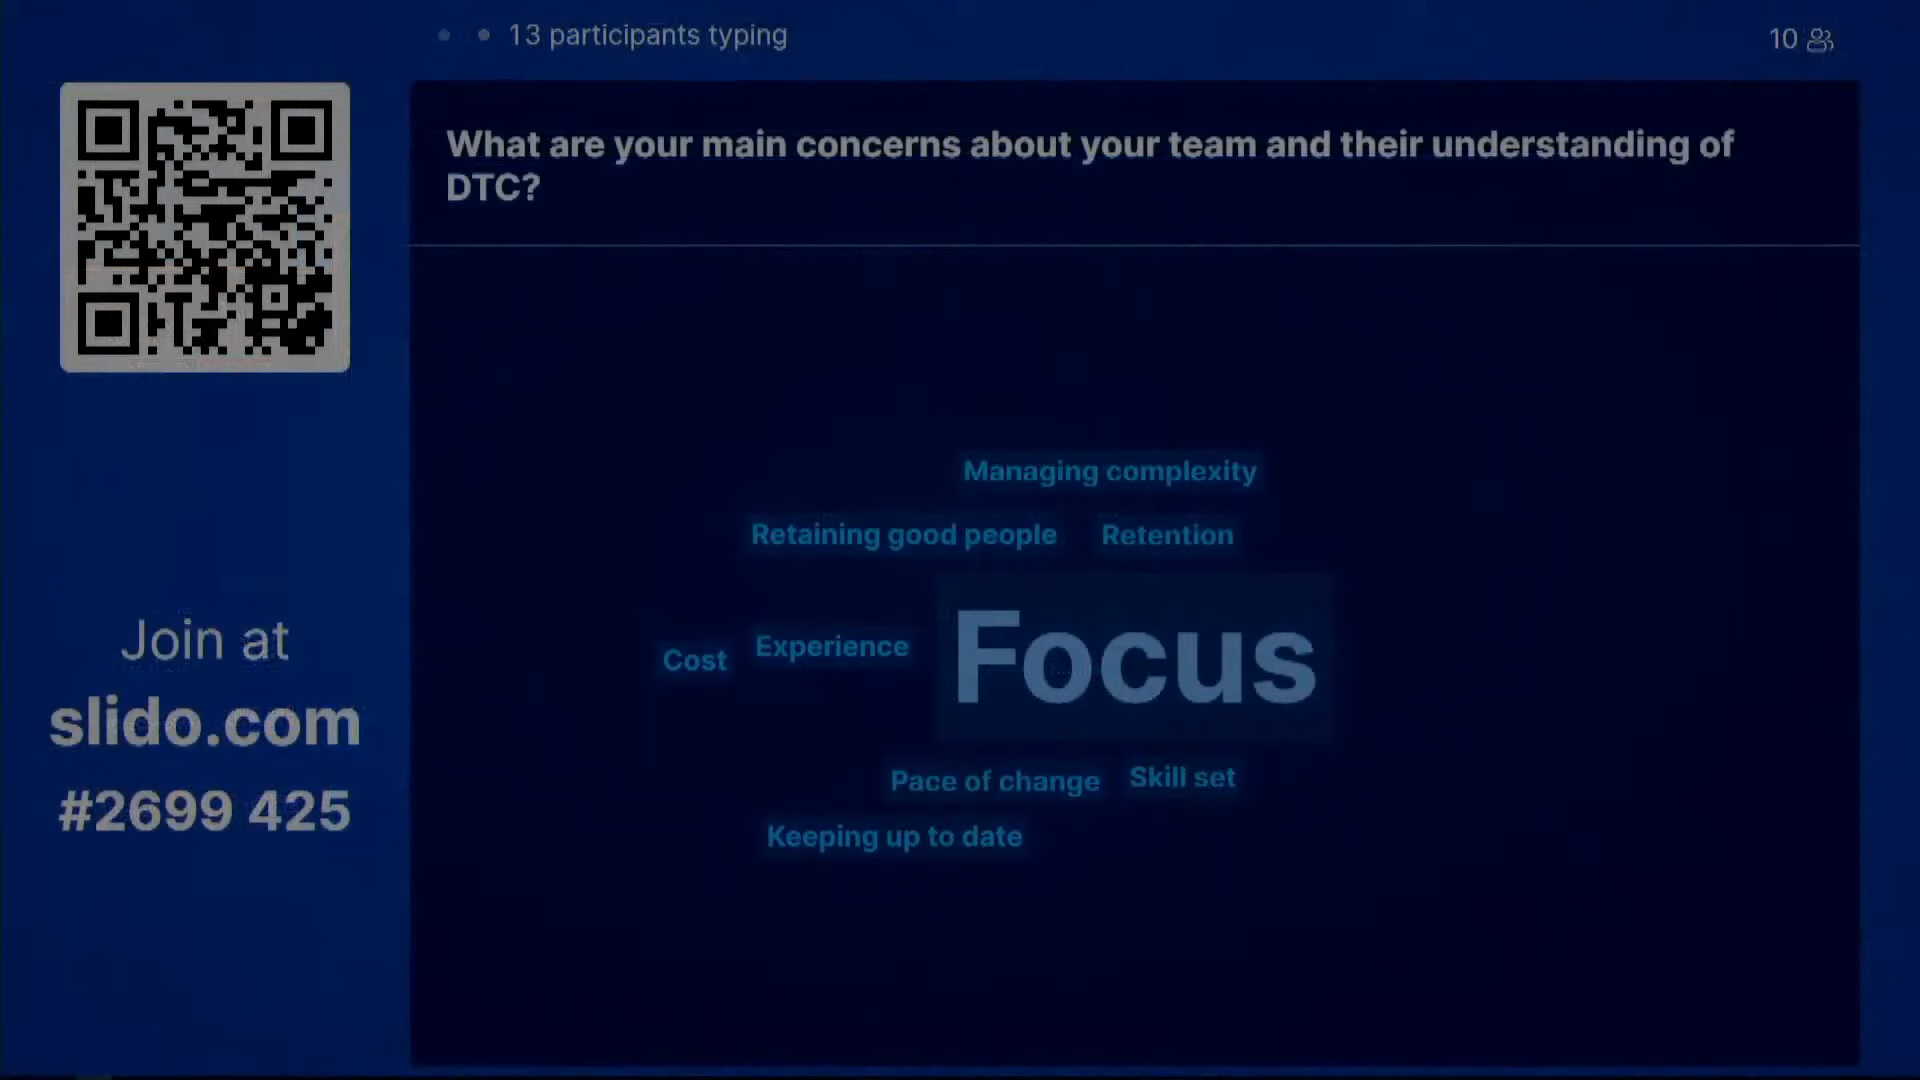 13 participants typing
10
What are your main concerns about your team and their understanding of
DTC?
Managing complexity
Retaining good people
Retention
Focus
Experience
Cost
Pace of change
Skill set
Keeping up to date
Join at
slido.com
#2699 425